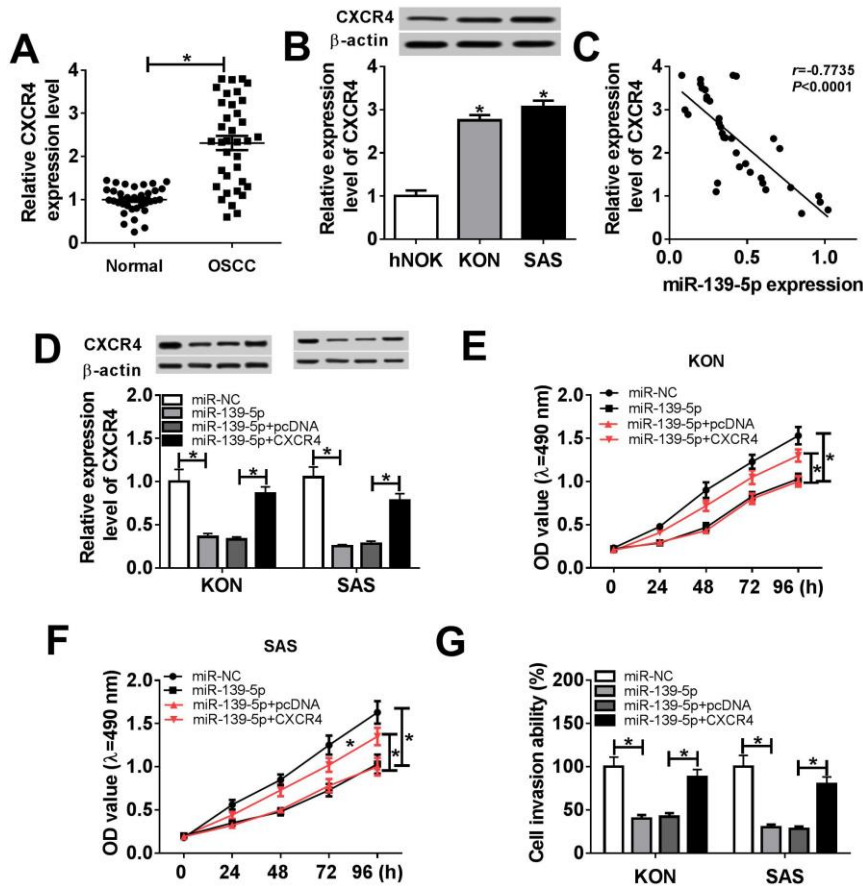 A
*
Relative CXCR4
expression level
4
3
2
1
0
Normal
OSCC
B
CXCR4
β-actin
Relative expression
level of CXCR4
4
3
2
1
0
*
*
hNOK
KON
SAS
C
r=-0.7735
P<0.0001
Relative expression
level of CXCR4
4
3
2
1
0
0.0
0.5
1.0
miR-139-5p expression
D
CXCR4
β-actin
miR-NC
miR-139-5p
miR-139-5p+pcDNA
miR-139-5p+CXCR4
Relative expression
level of CXCR4
2.0
1.5
1.0
0.5
0.0
*
*
*
*
KON
SAS
E
KON
miR-NC
miR-139-5p
miR-139-5p+pcDNA
miR-139-5p+CXCR4
OD value (λ=490 nm)
2.0
1.5
1.0
0.5
0.0
*
*
0
24
48
72
96 (h)
F
SAS
miR-NC
miR-139-5p
miR-139-5p+pcDNA
miR-139-5p+CXCR4
OD value (λ=490 nm)
2.0
1.5
1.0
0.5
0.0
*
*
*
0
24
48
72
96 (h)
G
miR-NC
miR-139-5p
miR-139-5p+pcDNA
miR-139-5p+CXCR4
Cell invasion ability (%)
200
150
100
50
0
*
*
*
*
KON
SAS